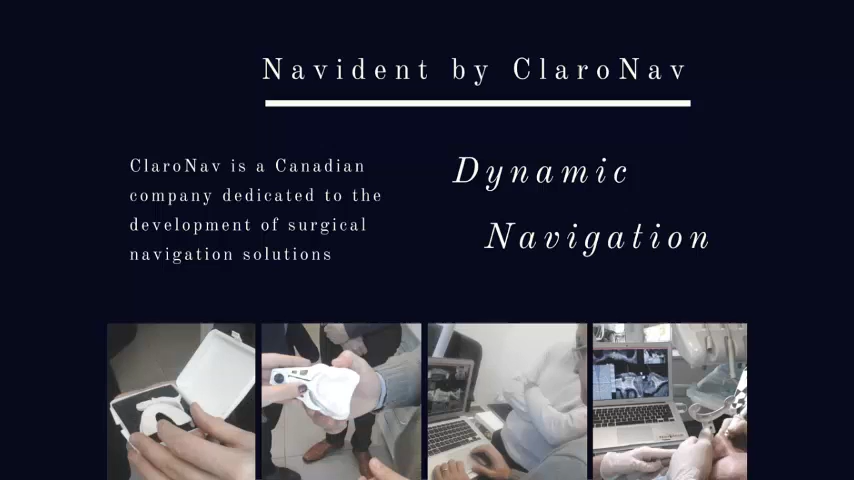 Navident by ClaroNav
ClaroNav is a Canadian
company dedicated to the
development of surgical
navigation solutions
Dynamic
Navigation